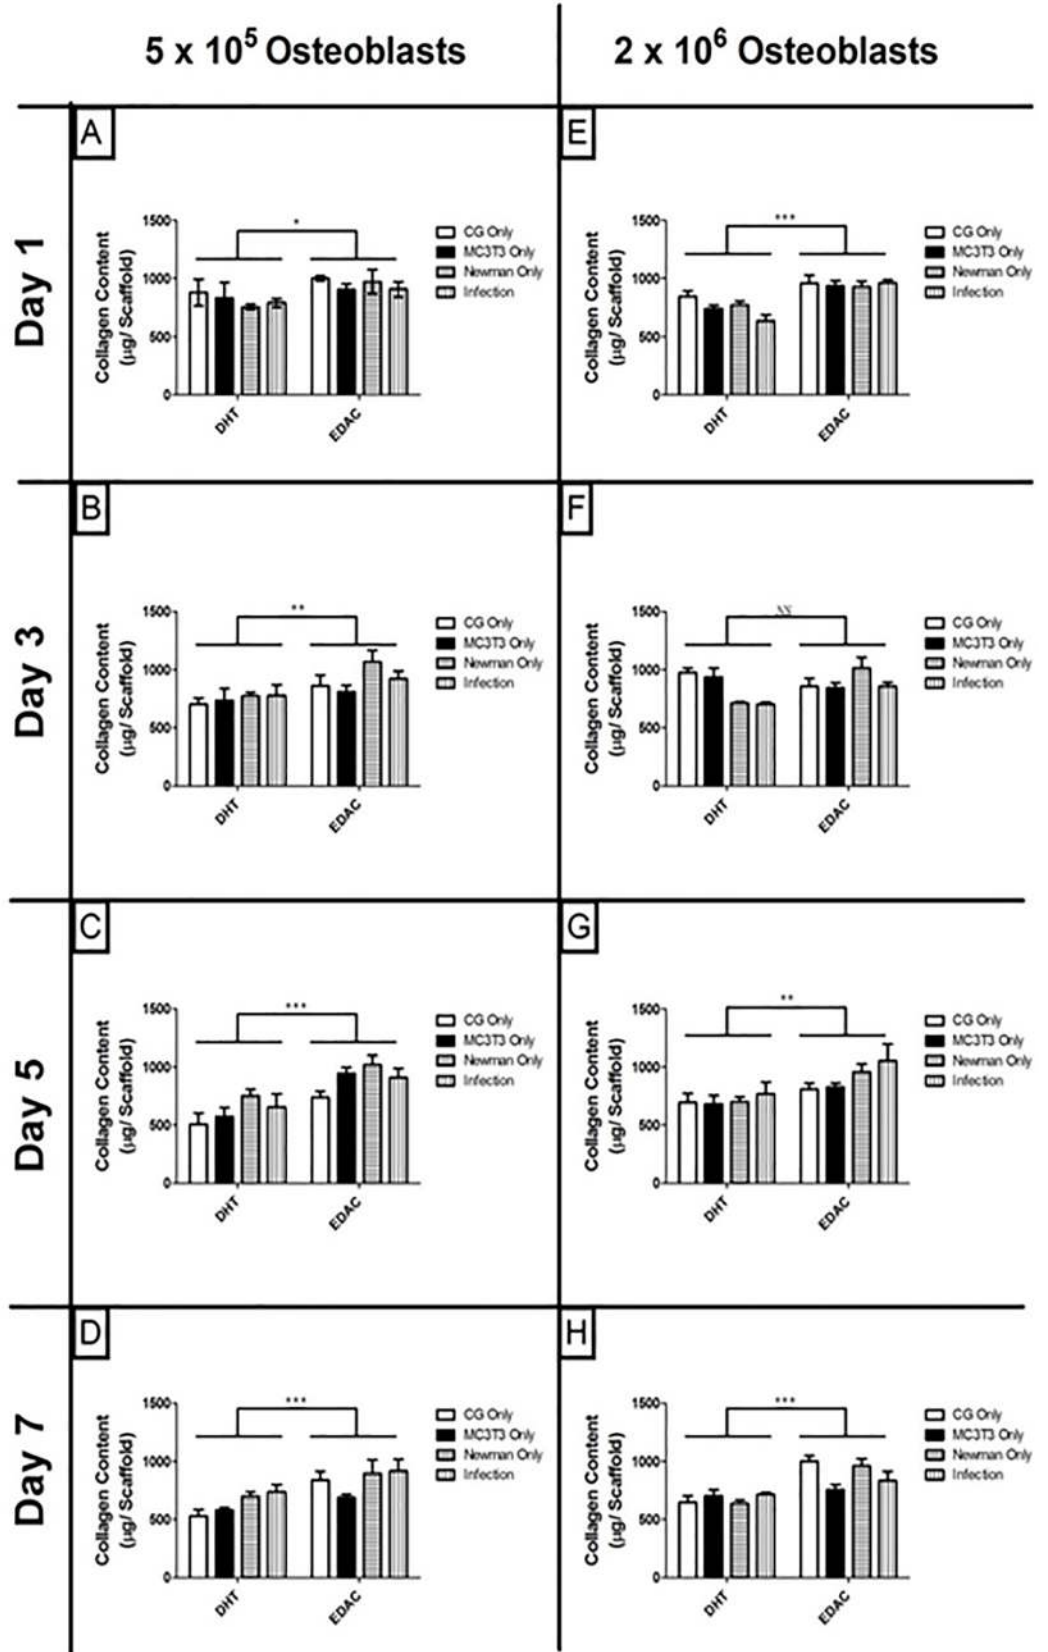 5 x 10⁵ Osteoblasts
2 x 10⁶ Osteoblasts
Day 1
A
1500
1000
500
0
Collagen Content
(µg/ Scaffold)
*
DHT
EDAC
CG Only
MC3T3 Only
Newman Only
Infection
E
1500
1000
500
0
Collagen Content
(µg/ Scaffold)
***
DHT
EDAC
CG Only
MC3T3 Only
Newman Only
Infection
Day 3
B
1500
1000
500
0
Collagen Content
(µg/ Scaffold)
**
DHT
EDAC
CG Only
MC3T3 Only
Newman Only
Infection
F
1500
1000
500
0
Collagen Content
(µg/ Scaffold)
DHT
EDAC
CG Only
MC3T3 Only
Newman Only
Infection
Day 5
C
1500
1000
500
0
Collagen Content
(µg/ Scaffold)
***
DHT
EDAC
CG Only
MC3T3 Only
Newman Only
Infection
G
1500
1000
500
0
Collagen Content
(µg/ Scaffold)
**
DHT
EDAC
CG Only
MC3T3 Only
Newman Only
Infection
Day 7
D
1500
1000
500
0
Collagen Content
(µg/ Scaffold)
***
DHT
EDAC
CG Only
MC3T3 Only
Newman Only
Infection
H
1500
1000
500
0
Collagen Content
(µg/ Scaffold)
***
DHT
EDAC
CG Only
MC3T3 Only
Newman Only
Infection